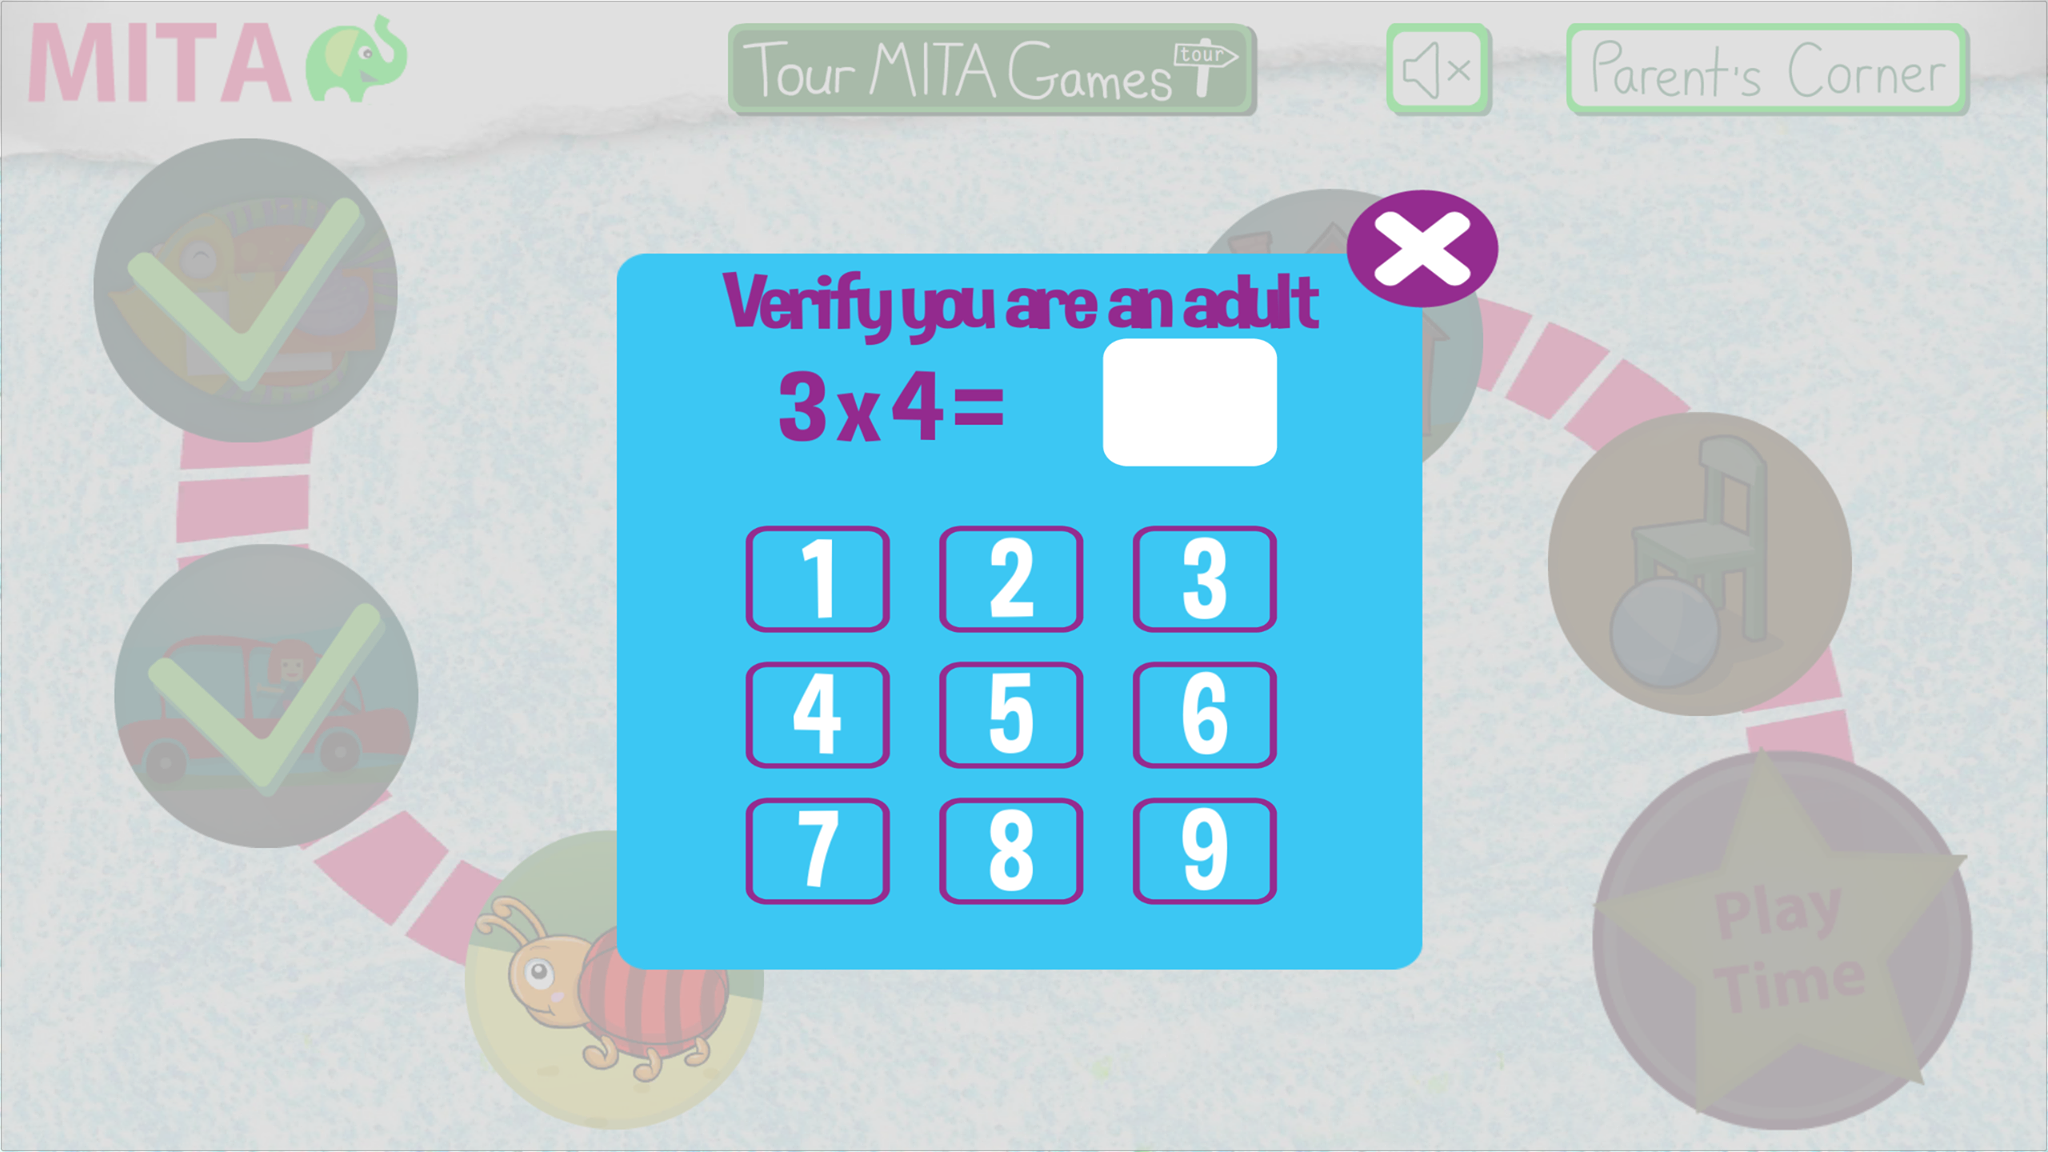 MITA
Tour MITA Games tour
Parent's Corner
Verify you are an adult
3x4=
1 2 3
4 5 6
7 8 9
Play
Time